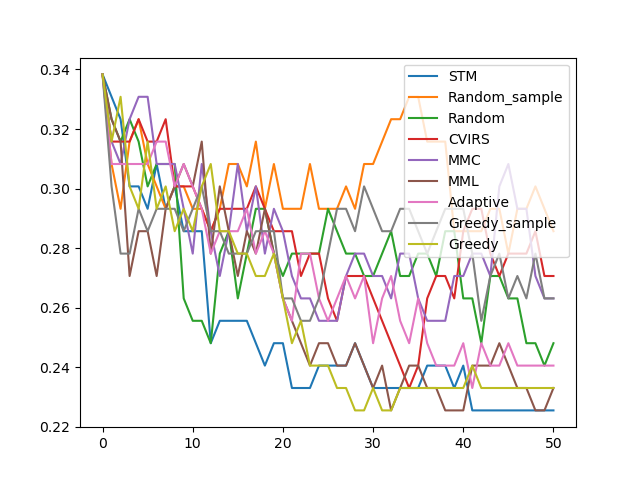 0.34
0.32
0.30
0.28
0.26
0.24
0.22
0
10
20
30
40
50
STM
Random_sample
Random
CVIRS
MMC
MML
Adaptive
Greedy_sample
Greedy